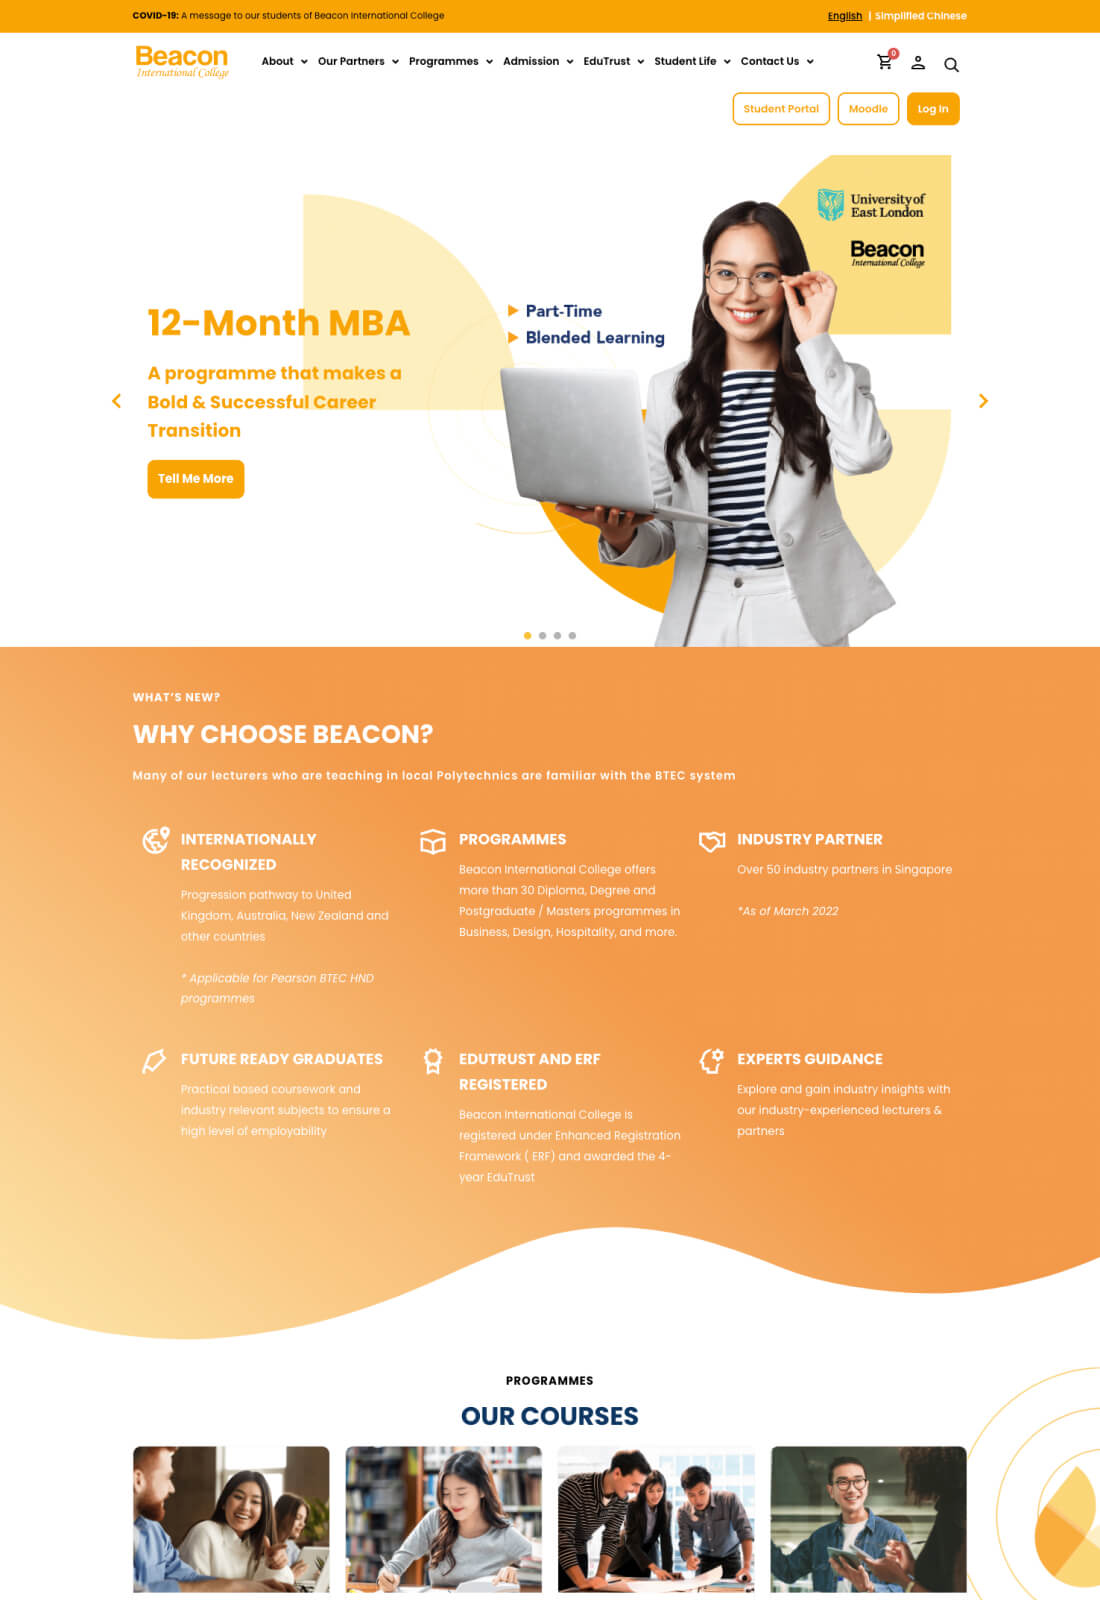 COVID-19: A message to our students of Beacon International College
English | Simplified Chinese
Beacon
International College
About Our Partners Programmes Admission EduTrust Student Life Contact Us
0
Student Portal Moodle Log In
University of
East London
Beacon
International College
12-Month MBA
Part-Time
Blended Learning
A programme that makes a
Bold & Successful Career
Transition
Tell Me More
WHAT'S NEW?
WHY CHOOSE BEACON?
Many of our lecturers who are teaching in local Polytechnics are familiar with the BTEC system
INTERNATIONALLY
RECOGNIZED
Progression pathway to United
Kingdom, Australia, New Zealand and
other countries
* Applicable for Pearson BTEC HND
programmes
PROGRAMMES
Beacon International College offers
more than 30 Diploma, Degree and
Postgraduate / Masters programmes in
Business, Design, Hospitality, and more.
INDUSTRY PARTNER
Over 50 industry partners in Singapore
*As of March 2022
FUTURE READY GRADUATES
Practical based coursework and
industry relevant subjects to ensure a
high level of employability
EDUTRUST AND ERF
REGISTERED
Beacon International College is
registered under Enhanced Registration
Framework ( ERF) and awarded the 4-
year EduTrust
EXPERTS GUIDANCE
Explore and gain industry insights with
our industry-experienced lecturers &
partners
PROGRAMMES
OUR COURSES